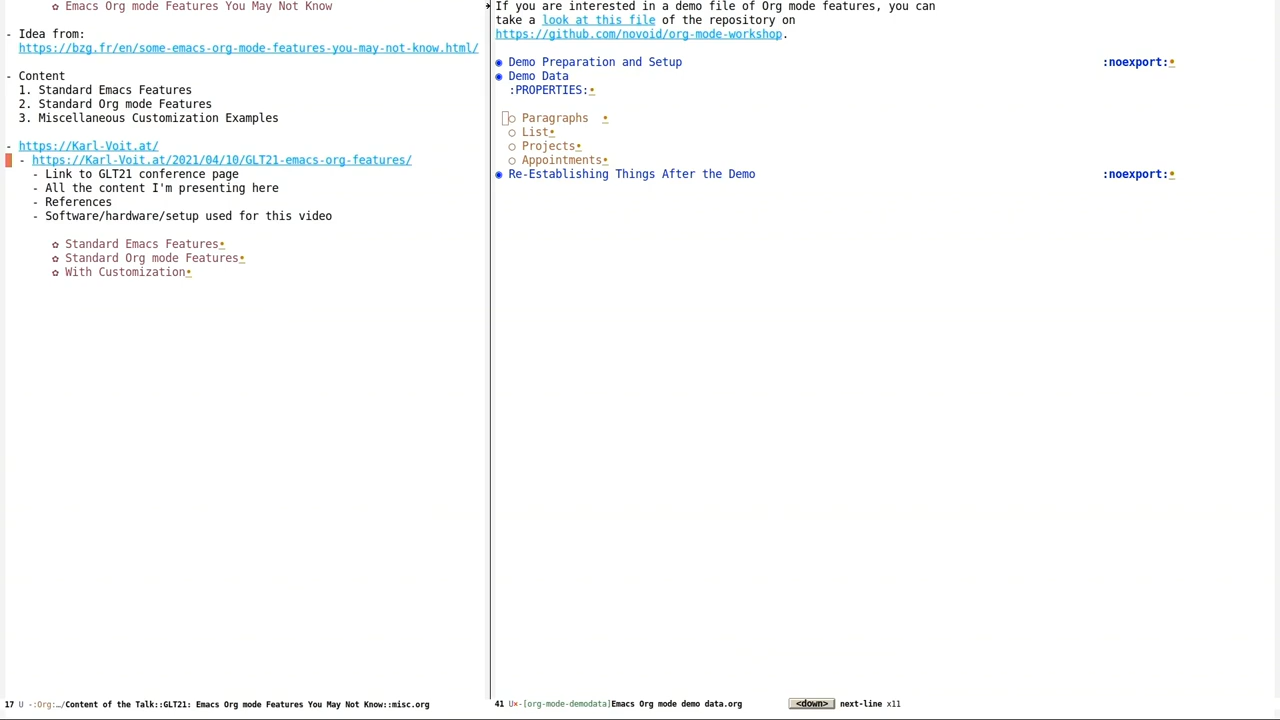 ✿ Emacs Org mode Features You May Not Know
- Idea from:
https://bzg.fr/en/some-emacs-org-mode-features-you-may-not-know.html/
- Content
1. Standard Emacs Features
2. Standard Org mode Features
3. Miscellaneous Customization Examples
- https://Karl-Voit.at/
- https://Karl-Voit.at/2021/04/10/GLT21-emacs-org-features/
- Link to GLT21 conference page
- All the content I'm presenting here
- References
- Software/hardware/setup used for this video
✿ Standard Emacs Features•
✿ Standard Org mode Features•
✿ With Customization•
17 U -:Org:…/Content of the Talk::GLT21: Emacs Org mode Features You May Not Know::misc.org
If you are interested in a demo file of Org mode features, you can
take a look at this file of the repository on
https://github.com/novoid/org-mode-workshop.
◉ Demo Preparation and Setup :noexport:•
◉ Demo Data
:PROPERTIES:•
○ Paragraphs •
○ List•
○ Projects•
○ Appointments•
◉ Re-Establishing Things After the Demo :noexport:•
41 U×-[org-mode-demodata]Emacs Org mode demo data.org <down> next-line x11